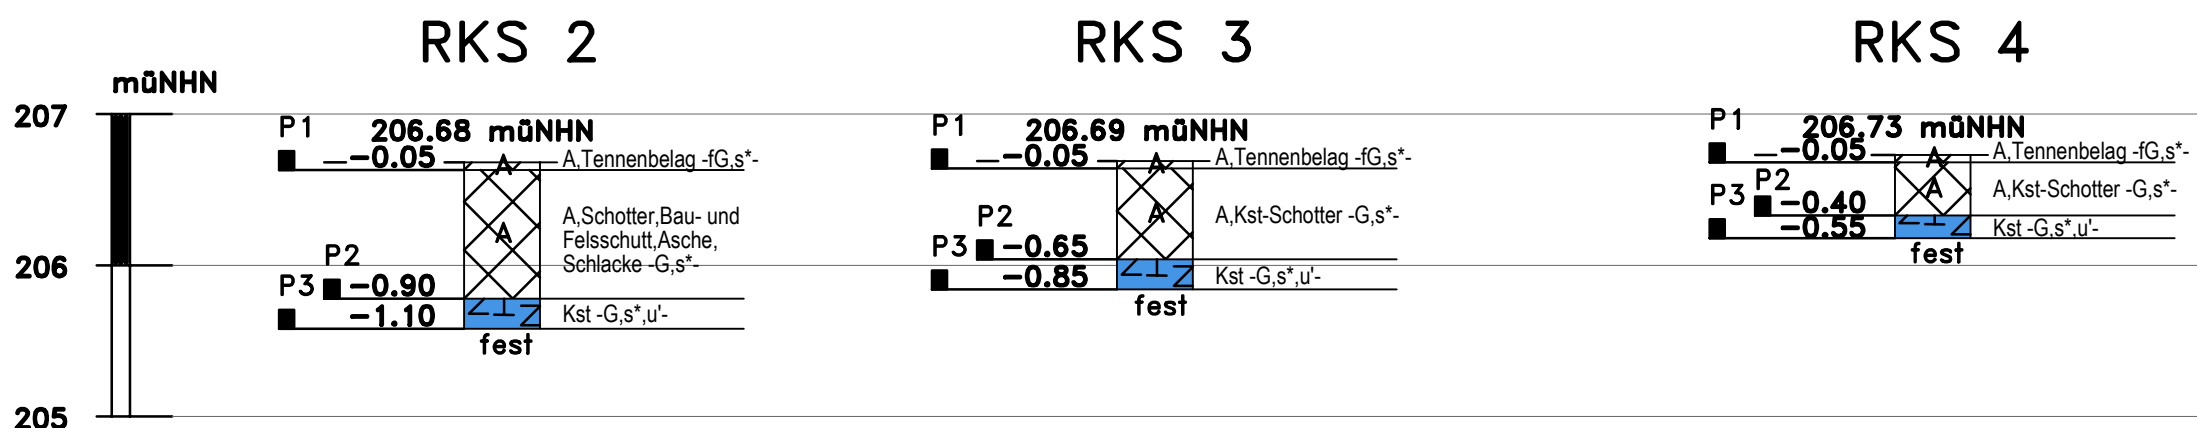 RKS 2
RKS 3
RKS 4
müNHN
207
206
205
P1
206.68 müNHN
-0.05
A
A,Tennenbelag -fG,s*-
A
A,Schotter,Bau- und
Felsschutt,Asche,
Schlacke -G,s*-
P2
-0.90
P3
-1.10
Kst -G,s*,u'-
fest
P1
206.69 müNHN
-0.05
A
A,Tennenbelag -fG,s*-
A
A,Kst-Schotter -G,s*-
P2
-0.65
P3
-0.85
Kst -G,s*,u'-
fest
P1
206.73 müNHN
-0.05
A
A,Tennenbelag -fG,s*-
A
A,Kst-Schotter -G,s*-
P2
-0.40
P3
-0.55
Kst -G,s*,u'-
fest